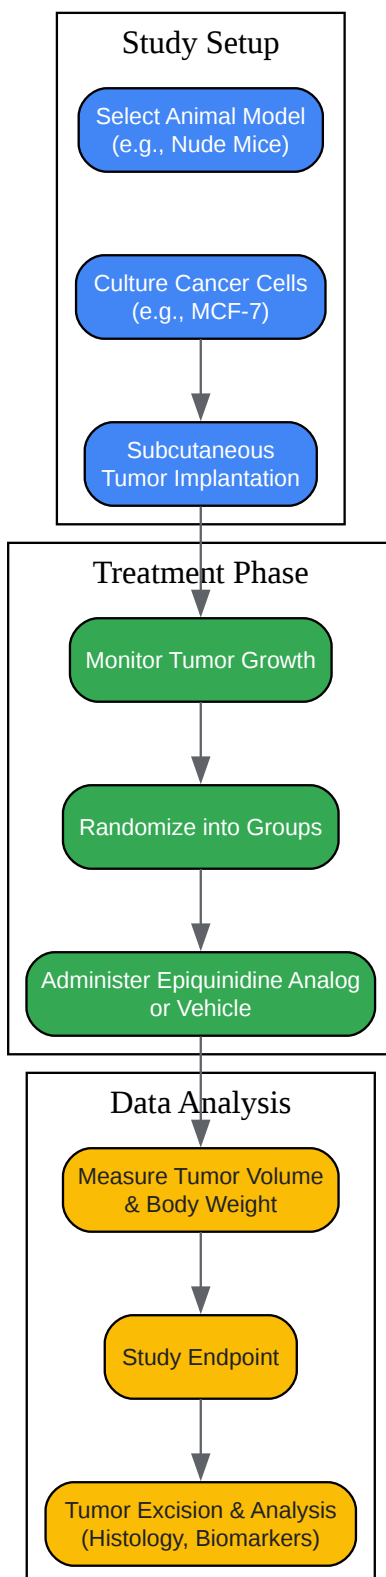 Study Setup
Select Animal Model
(e.g., Nude Mice)
Culture Cancer Cells
(e.g., MCF-7)
Subcutaneous
Tumor Implantation
Treatment Phase
Monitor Tumor Growth
Randomize into Groups
Administer Epiquinidine Analog
or Vehicle
Data Analysis
Measure Tumor Volume
& Body Weight
Study Endpoint
Tumor Excision & Analysis
(Histology, Biomarkers)